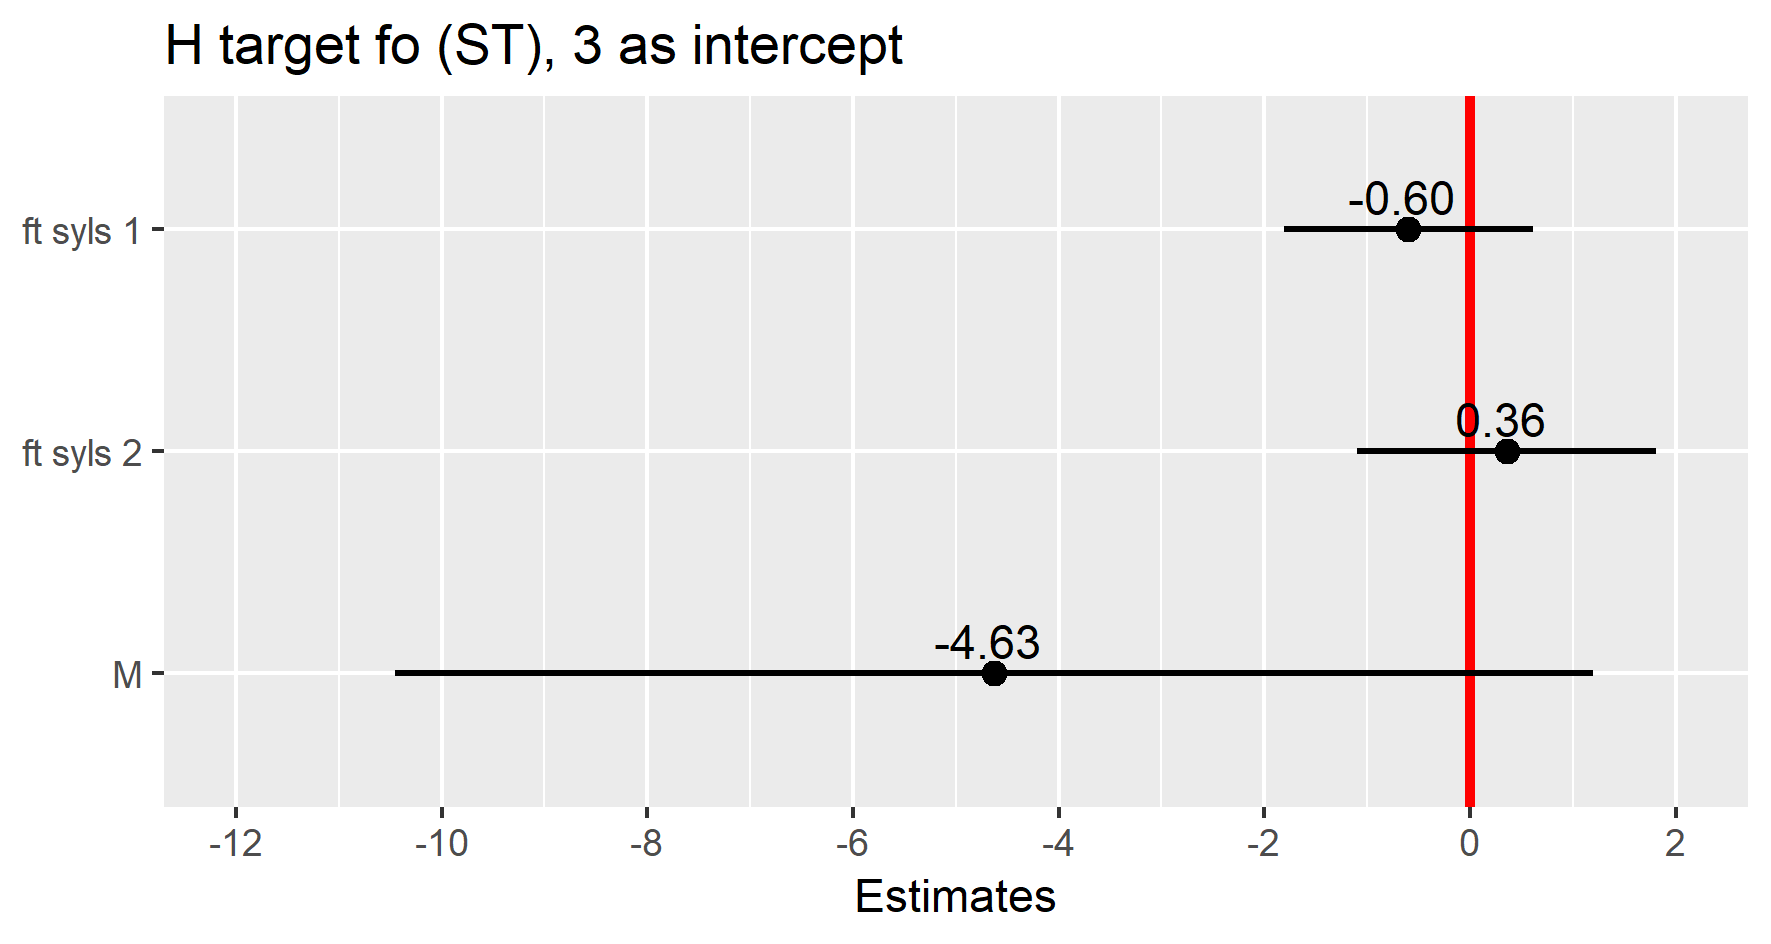 H target fo (ST), 3 as intercept
ft syls 1
-0.60
ft syls 2
0.36
M
-4.63
-12 -10 -8 -6 -4 -2 0 2
Estimates